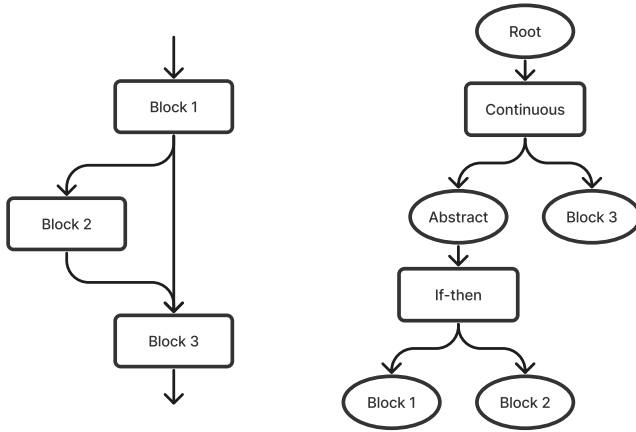 Block 1
Block 2
Block 3
Root
Continuous
Abstract
Block 3
If-then
Block 1
Block 2